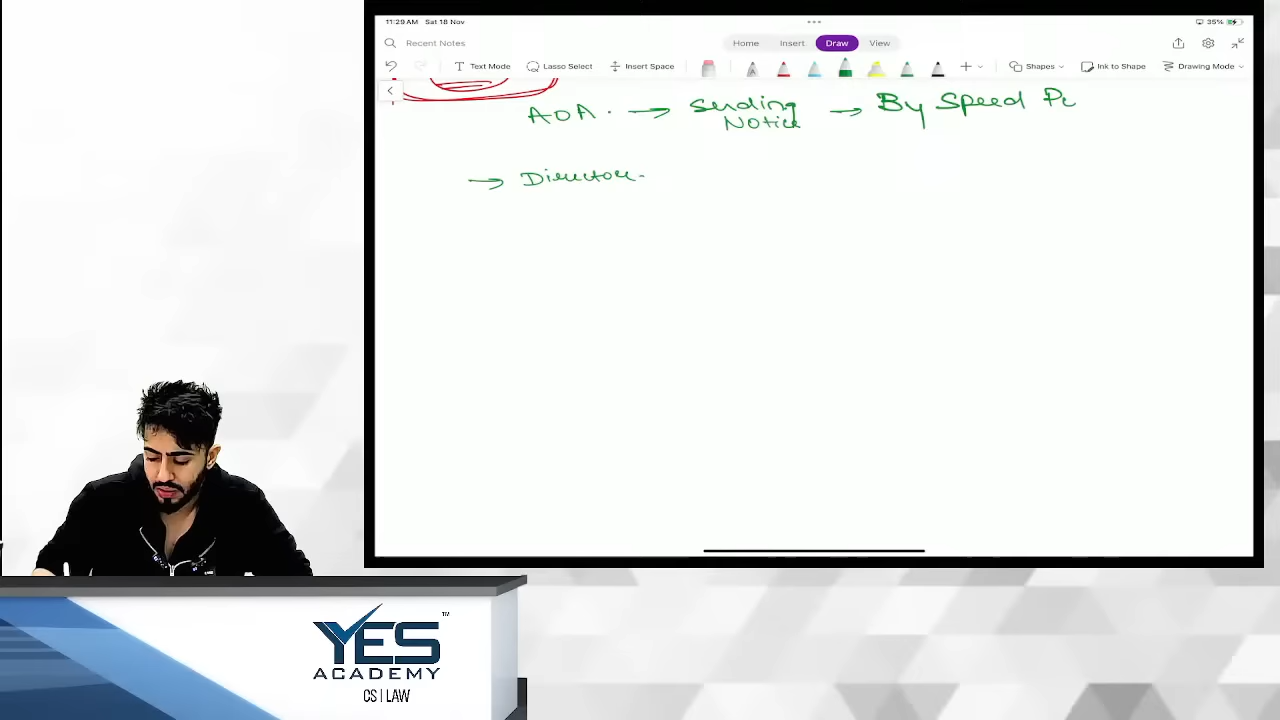 11:29 AM Sat 18 Nov
35%
Recent Notes
Home Insert Draw View
Text Mode Lasso Select Insert Space Shapes Ink to Shape Drawing Mode
AOA. → Sending → By Speed Po
Notice
→ Director.
YES ™
ACADEMY
CS | LAW